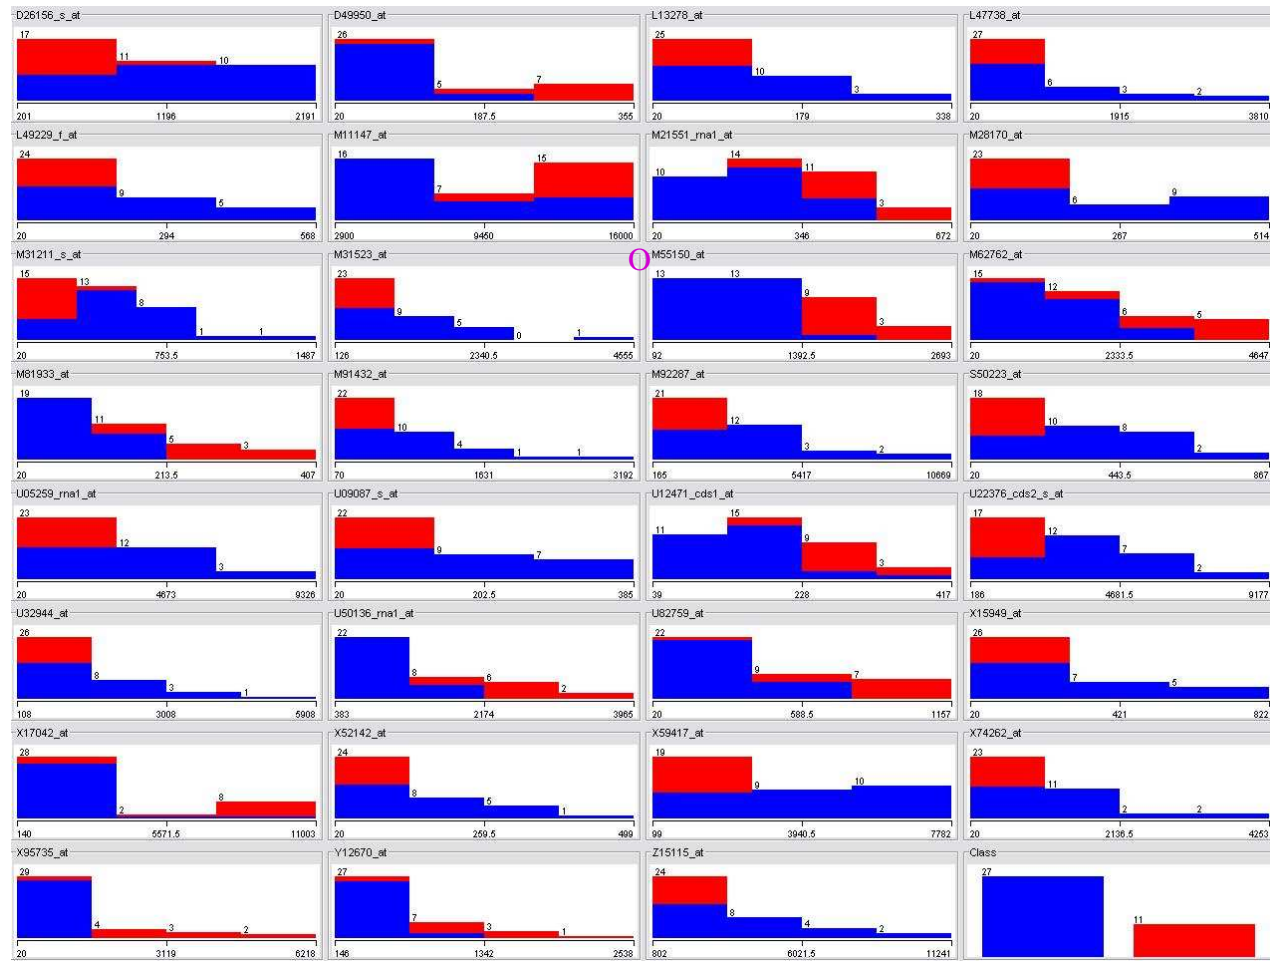 D26156_s_at
17
11
10
201 1196 2191
D49950_at
26
5
7
20 187.5 355
L13278_at
25
10
3
20 179 338
L47738_at
27
6
3
2
20 1915 3810
L49229_f_at
24
9
5
20 294 568
M11147_at
16
7
15
2900 9450 16000
M21551_rna1_at
10
14
11
3
20 346 672
M28170_at
23
6
9
20 267 514
M31211_s_at
15
13
8
1
1
20 753.5 1487
M31523_at
23
9
5
0
1
126 2340.5 4555
O
M55150_at
13
13
9
3
92 1392.5 2693
M62762_at
15
12
6
5
20 2333.5 4647
M81933_at
19
11
5
3
20 213.5 407
M91432_at
22
10
4
1
1
70 1631 3192
M92287_at
21
12
3
2
165 5417 10669
S50223_at
18
10
8
2
20 443.5 867
U05259_rna1_at
23
12
3
20 4673 9326
U09087_s_at
22
9
7
20 202.5 385
U12471_cds1_at
11
15
9
3
39 228 417
U22376_cds2_s_at
17
12
7
2
186 4681.5 9177
U32944_at
26
8
3
1
108 3008 5908
U50136_rna1_at
22
8
6
2
383 2174 3965
U82759_at
22
9
7
20 588.5 1157
X15949_at
26
7
5
20 421 822
X17042_at
28
2
8
140 5571.5 11003
X52142_at
24
8
5
1
20 259.5 499
X59417_at
19
9
10
99 3940.5 7782
X74262_at
23
11
2
2
20 2136.5 4253
X95735_at
29
4
3
2
20 3119 6218
Y12670_at
27
7
3
1
146 1342 2538
Z15115_at
24
8
4
2
802 6021.5 11241
Class
27
11